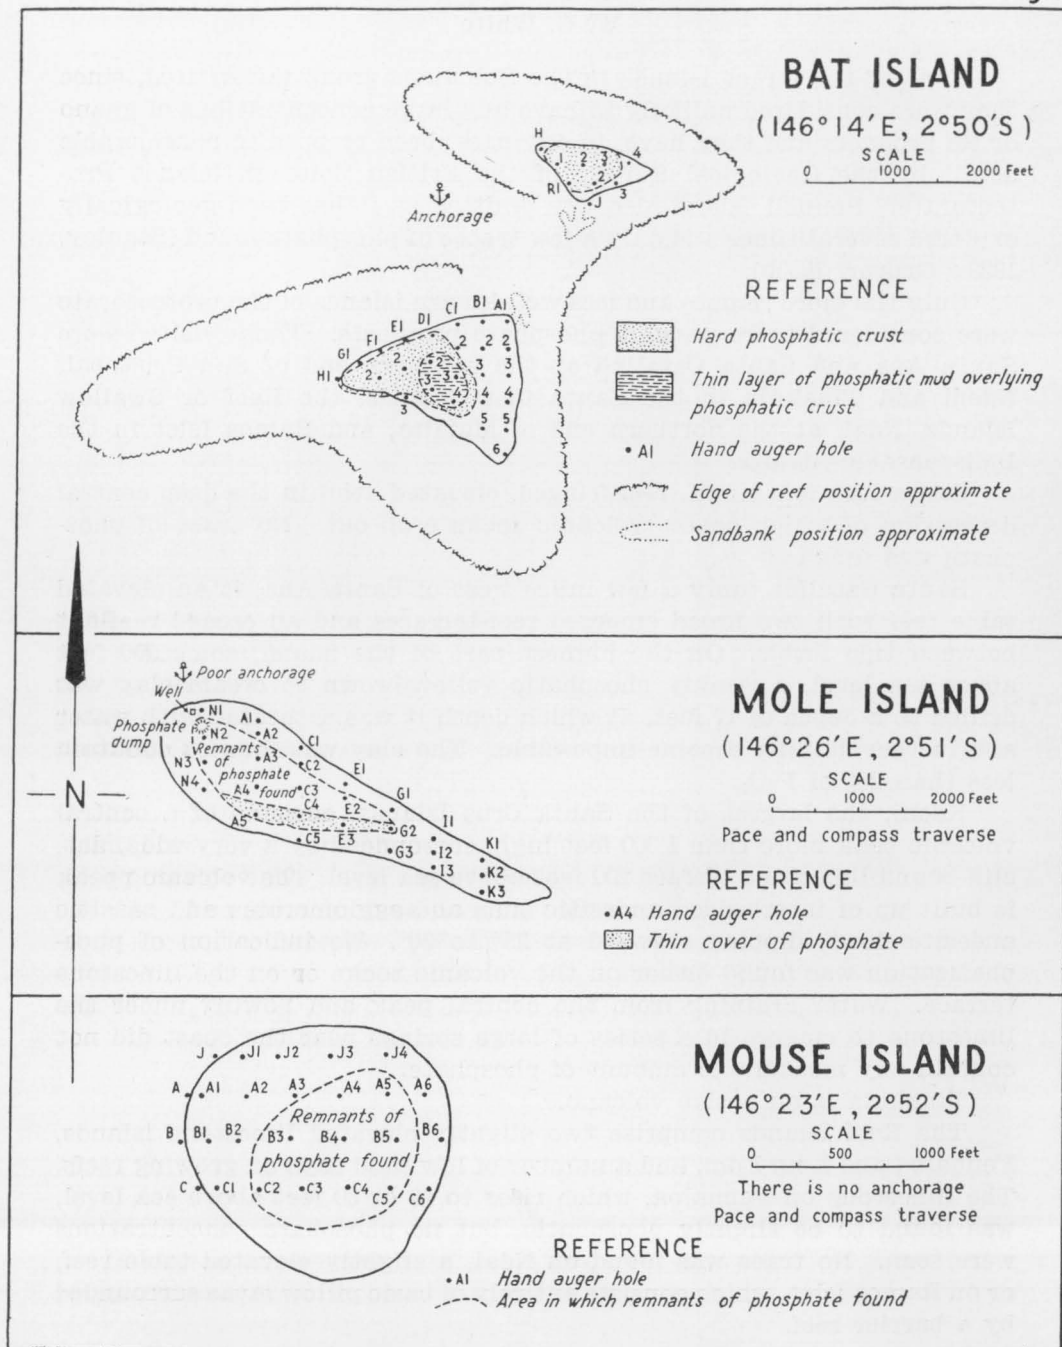 BAT ISLAND
(146°14'E, 2°50'S)
SCALE
0 1000 2000 Feet
H
1 2 3 4
R1 2 3
J
Anchorage
REFERENCE
Hard phosphatic crust
Thin layer of phosphatic mud overlying
phosphatic crust
• A1 Hand auger hole
Edge of reef position approximate
Sandbank position approximate
H1 G1 F1 E1 D1 C1 B1 A1
2 2 2 2 2 2
3 3 3 3 3
4 4 4
5 5
6
N
MOLE ISLAND
(146°26'E, 2°51'S)
SCALE
0 1000 2000 Feet
Pace and compass traverse
REFERENCE
• A4 Hand auger hole
Thin cover of phosphate
Poor anchorage
Well
Phosphate
dump
Remnants
of
phosphate
found
N1 A1
N2 A2 C1
N3 A3 C2
N4 A4 C3 E1
A5 C4 E2 G1
C5 E3 G2 I1
G3 I2 K1
I3 K2
K3
MOUSE ISLAND
(146°23'E, 2°52'S)
SCALE
0 500 1000 Feet
There is no anchorage
Pace and compass traverse
REFERENCE
• A1 Hand auger hole
Area in which remnants of phosphate found
J J1 J2 J3 J4
A A1 A2 A3 A4 A5 A6
Remnants of
B B1 B2 B3 B4 B5 B6
phosphate found
C C1 C2 C3 C4 C5 C6